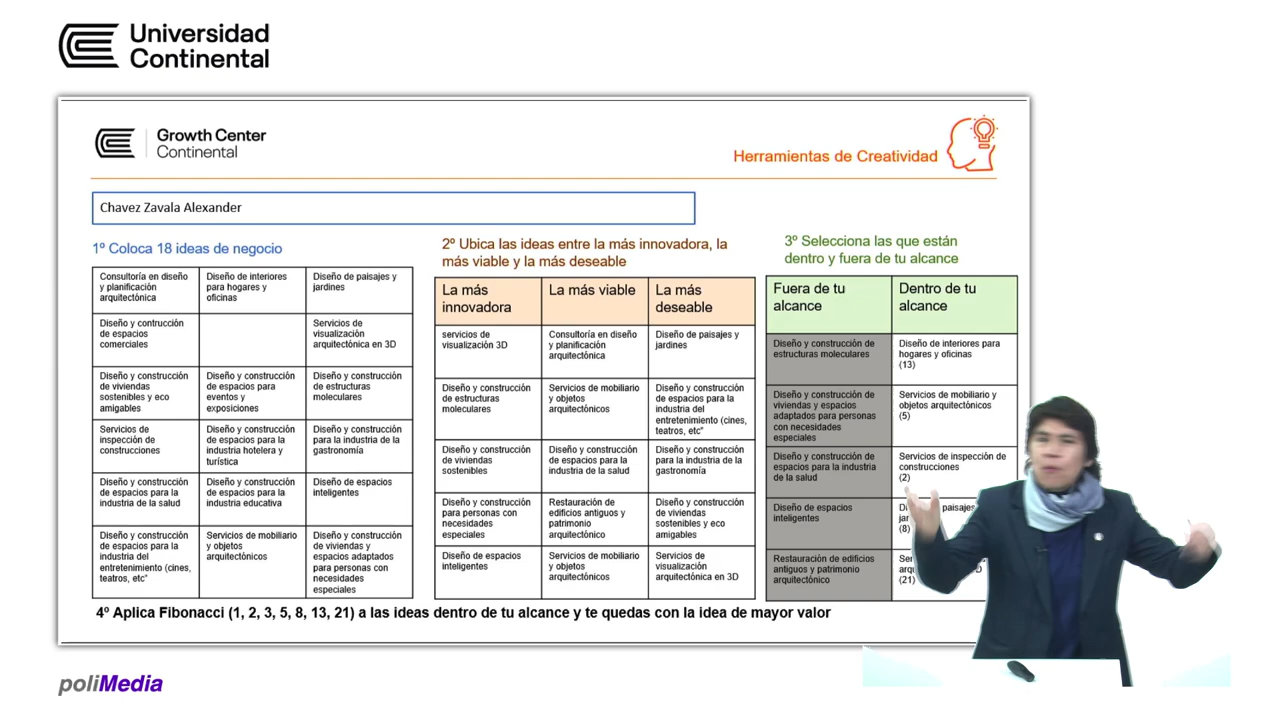 Universidad
Continental
Growth Center
Continental
Herramientas de Creatividad
Chavez Zavala Alexander
1º Coloca 18 ideas de negocio
Consultoría en diseño
y planificación
arquitectónica
Diseño de interiores
para hogares y
oficinas
Diseño de paisajes y
jardines
Diseño y contrucción
de espacios
comerciales
Servicios de
visualización
arquitectónica en 3D
Diseño y construcción
de viviendas
sostenibles y eco
amigables
Diseño y construcción
de espacios para
eventos y
exposiciones
Diseño y construcción
de estructuras
moleculares
Servicios de
inspección de
construcciones
Diseño y construcción
de espacios para la
industria hotelera y
turística
Diseño y construcción
para la industria de la
gastronomía
Diseño y construcción
de espacios para la
industria de la salud
Diseño y construcción
de espacios para la
industria educativa
Diseño de espacios
inteligentes
Diseño y construcción
de espacios para la
industria del
entretenimiento (cines,
teatros, etc"
Servicios de mobiliario
y objetos
arquitectónicos
Diseño y construcción
de viviendas y
espacios adaptados
para personas con
necesidades
especiales
2º Ubica las ideas entre la más innovadora, la
más viable y la más deseable
La más
innovadora
La más viable
La más
deseable
servicios de
visualización 3D
Consultoría en diseño
y planificación
arquitectónica
Diseño de paisajes y
jardines
Diseño y construcción
de estructuras
moleculares
Servicios de mobiliario
y objetos
arquitectónicos
Diseño y construcción
de espacios para la
industria del
entretenimiento (cines,
teatros, etc"
Diseño y construcción
de viviendas
sostenibles
Diseño y construcción
de espacios para la
industria de la salud
Diseño y construcción
para la industria de la
gastronomía
Diseño y construcción
para personas con
necesidades
especiales
Restauración de
edificios antiguos y
patrimonio
arquitectónico
Diseño y construcción
de viviendas
sostenibles y eco
amigables
Diseño de espacios
inteligentes
Servicios de mobiliario
y objetos
arquitectónicos
Servicios de
visualización
arquitectónica en 3D
3º Selecciona las que están
dentro y fuera de tu alcance
Fuera de tu
alcance
Dentro de tu
alcance
Diseño y construcción de
estructuras moleculares
Diseño de interiores para
hogares y oficinas
(13)
Diseño y construcción de
viviendas y espacios
adaptados para personas
con necesidades
especiales
Servicios de mobiliario y
objetos arquitectónicos
(5)
Diseño y construcción de
espacios para la industria
de la salud
Servicios de inspección de
construcciones
(2)
Diseño de espacios
inteligentes
paisajes
(8)
Restauración de edificios
antiguos y patrimonio
arquitectónico
(21)
4º Aplica Fibonacci (1, 2, 3, 5, 8, 13, 21) a las ideas dentro de tu alcance y te quedas con la idea de mayor valor
poliMedia